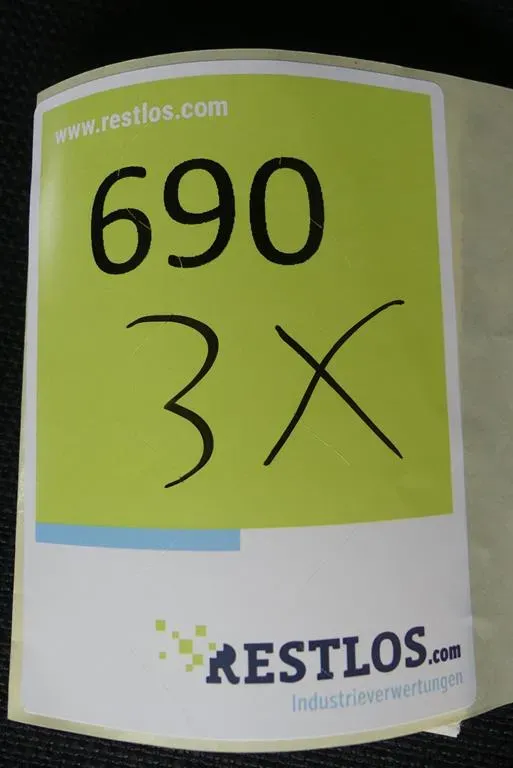 www.restlos.com
690
3X
RESTLOS.com
Industrieverwertungen